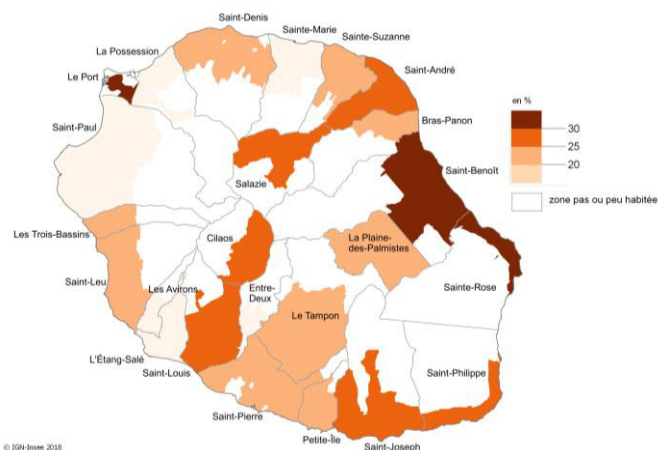 Saint-Denis
Sainte-Marie
Sainte-Suzanne
La Possession
Le Port
Saint-André
Saint-Paul
Bras-Panon
en %
30
25
20
Saint-Benoît
Salazie
zone pas ou peu habitée
Les Trois-Bassins
Cilaos
La Plaine-
des-Palmistes
Saint-Leu
Les Avirons
Entre-
Deux
Sainte-Rose
Le Tampon
L'Étang-Salé
Saint-Louis
Saint-Philippe
Saint-Pierre
Petite-Île
Saint-Joseph
© IGN-Insee 2018